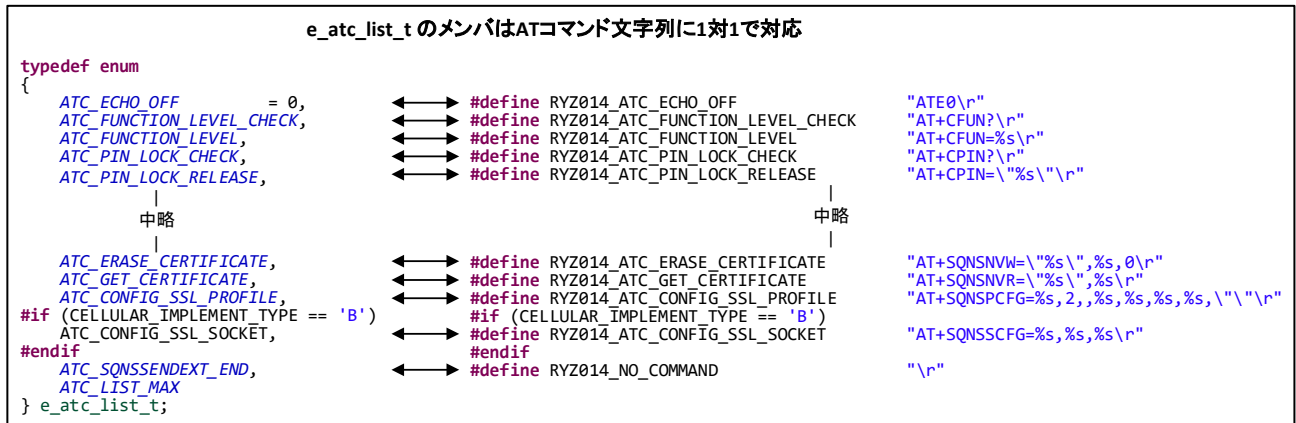 e_atc_list_t のメンバはATコマンド文字列に1対1で対応
typedef enum
{
ATC_ECHO_OFF = 0, #define RYZ014_ATC_ECHO_OFF "ATE0\r"
ATC_FUNCTION_LEVEL_CHECK, #define RYZ014_ATC_FUNCTION_LEVEL_CHECK "AT+CFUN?\r"
ATC_FUNCTION_LEVEL, #define RYZ014_ATC_FUNCTION_LEVEL "AT+CFUN=%s\r"
ATC_PIN_LOCK_CHECK, #define RYZ014_ATC_PIN_LOCK_CHECK "AT+CPIN?\r"
ATC_PIN_LOCK_RELEASE, #define RYZ014_ATC_PIN_LOCK_RELEASE "AT+CPIN=\"%s\"\r"
| |
中略 中略
| |
ATC_ERASE_CERTIFICATE, #define RYZ014_ATC_ERASE_CERTIFICATE "AT+SQNSNVW=\"%s\",%s,0\r"
ATC_GET_CERTIFICATE, #define RYZ014_ATC_GET_CERTIFICATE "AT+SQNSNVR=\"%s\",%s\r"
ATC_CONFIG_SSL_PROFILE, #define RYZ014_ATC_CONFIG_SSL_PROFILE "AT+SQNSPCFG=%s,2,,%s,%s,%s,%s,\"\"\r"
#if (CELLULAR_IMPLEMENT_TYPE == 'B') #if (CELLULAR_IMPLEMENT_TYPE == 'B')
ATC_CONFIG_SSL_SOCKET, #define RYZ014_ATC_CONFIG_SSL_SOCKET "AT+SQNSSCFG=%s,%s,%s\r"
#endif #endif
ATC_SQNSSENDEXT_END, #define RYZ014_NO_COMMAND "\r"
ATC_LIST_MAX
} e_atc_list_t;